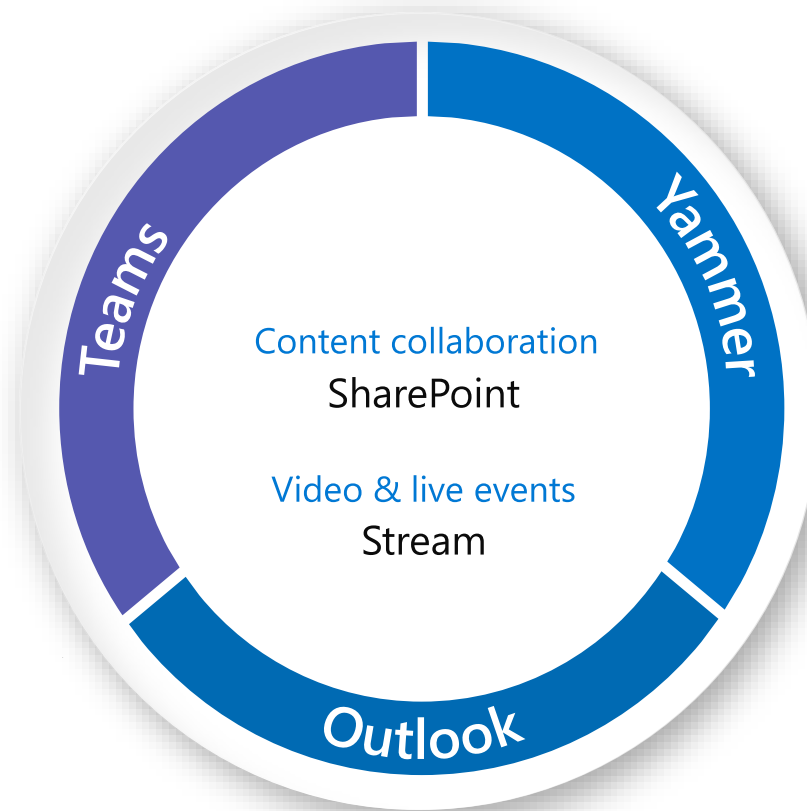 Teams
Yammer
Content collaboration
SharePoint
Video & live events
Stream
Outlook